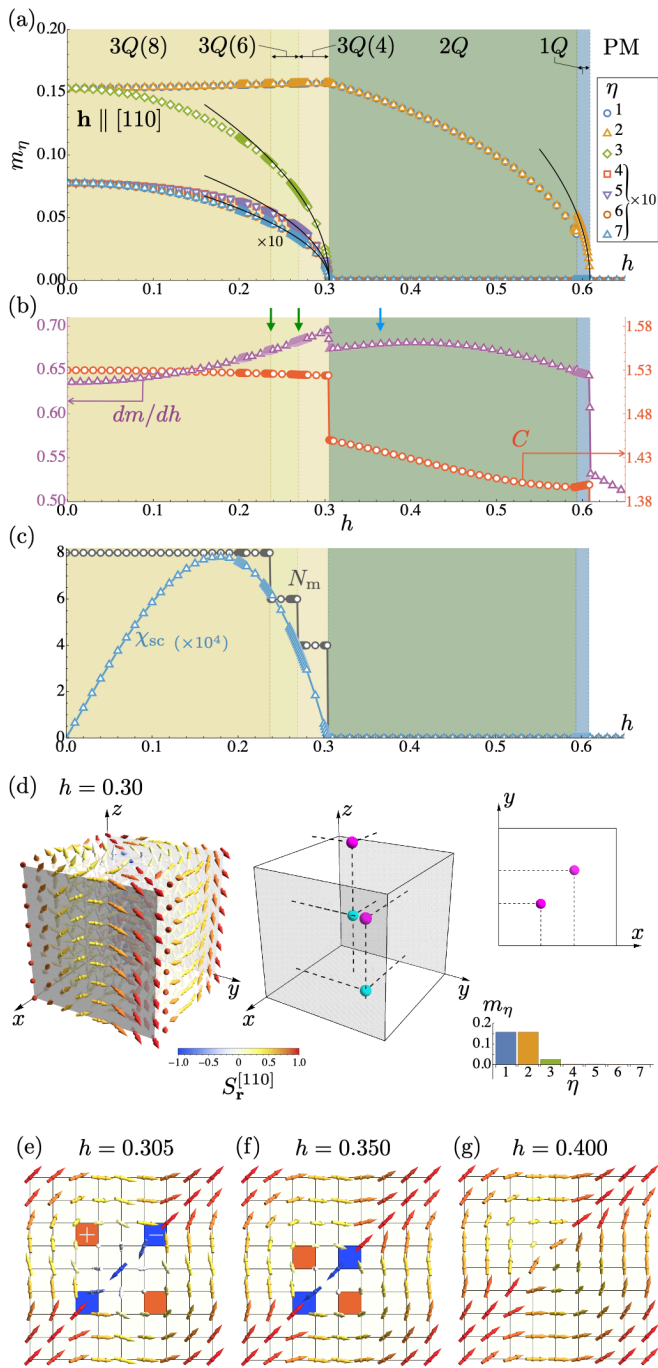 (a)
3Q(8) 3Q(6) 3Q(4) 2Q 1Q PM
0.20
0.15
0.10
0.05
0.00
m_η
h ∥ [110]
×10
η
1
2
3
4
5
6
7
×10
0.0 0.1 0.2 0.3 0.4 0.5 0.6 h
(b)
0.70
0.65
0.60
0.55
0.50
dm/dh
C
1.58
1.53
1.48
1.43
1.38
0.0 0.1 0.2 0.3 0.4 0.5 0.6
h
(c)
8
6
4
2
0
N_m
χ_sc (×10^4)
h
0.0 0.1 0.2 0.3 0.4 0.5 0.6
(d) h = 0.30
z
x
y
z
x
y
y
x
-1.0 -0.5 0 0.5 1.0
S_r^[110]
m_η
0.2
0.1
0.0
1 2 3 4 5 6 7
η
(e) h = 0.305
+ −
(f) h = 0.350
(g) h = 0.400